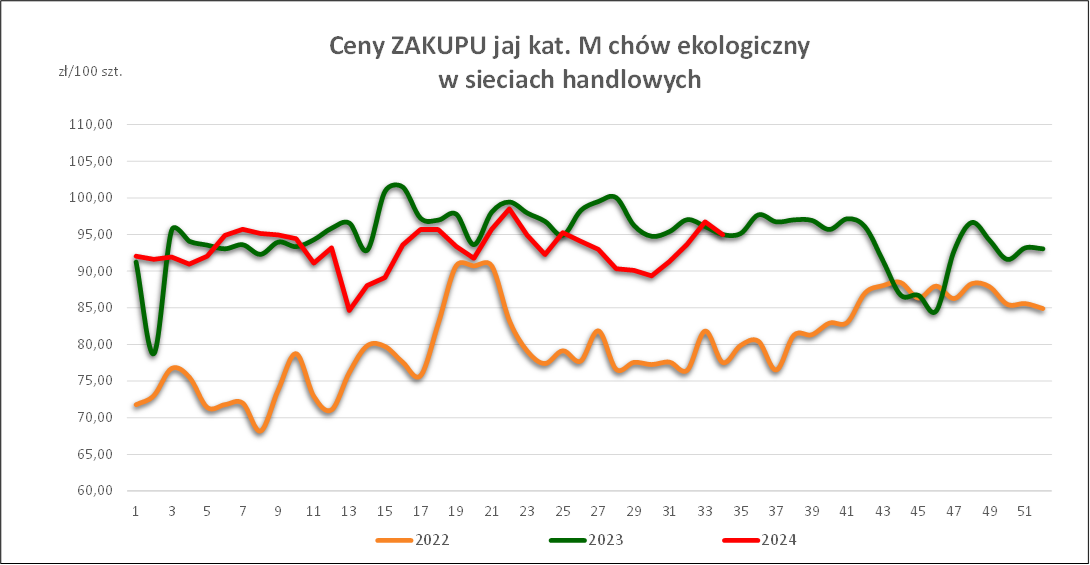 Ceny ZAKUPU jaj kat. M chów ekologiczny
w sieciach handlowych
zł/100 szt.
110,00
105,00
100,00
95,00
90,00
85,00
80,00
75,00
70,00
65,00
60,00
1 3 5 7 9 11 13 15 17 19 21 23 25 27 29 31 33 35 37 39 41 43 45 47 49 51
2022 2023 2024